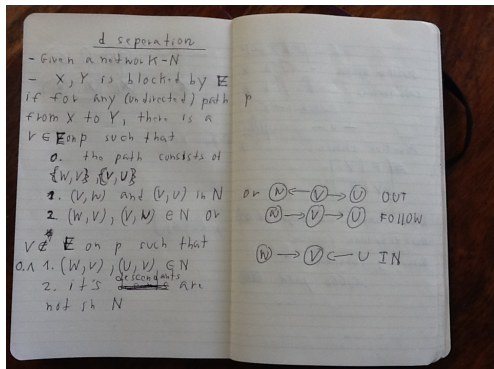 d seperation
- Given a network - N
- X, Y is blocked by E
if for any (undirected) path p
from X to Y, there is a
V ∈ E on p such that
0. the path consists of
{W,V}, {V,U}
1. (V,W) and (V,U) in N or
2. (W,V), (V,U) ∈ N or
V ∉ E on p such that
0. ∧ 1. (W,V), (U,V) ∈ N
2. it's descendants are
not in N
W ← V → U OUT
W → V → U FOLLOW
W → V ← U IN